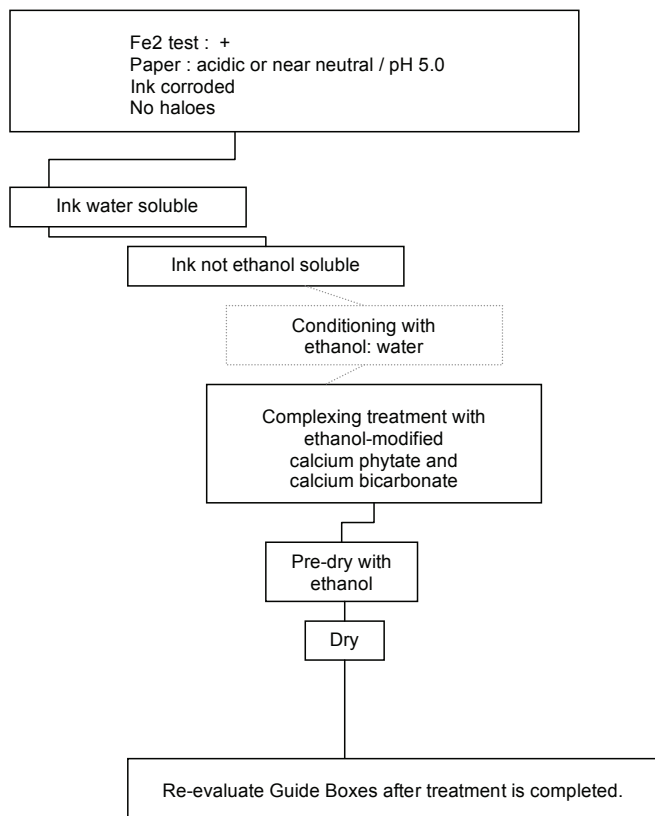 Fe2 test :  +
Paper : acidic or near neutral / pH 5.0
Ink corroded
No haloes
Ink water soluble
Ink not ethanol soluble
Conditioning with
ethanol: water
Complexing treatment with
ethanol-modified
calcium phytate and
calcium bicarbonate
Pre-dry with
ethanol
Dry
Re-evaluate Guide Boxes after treatment is completed.